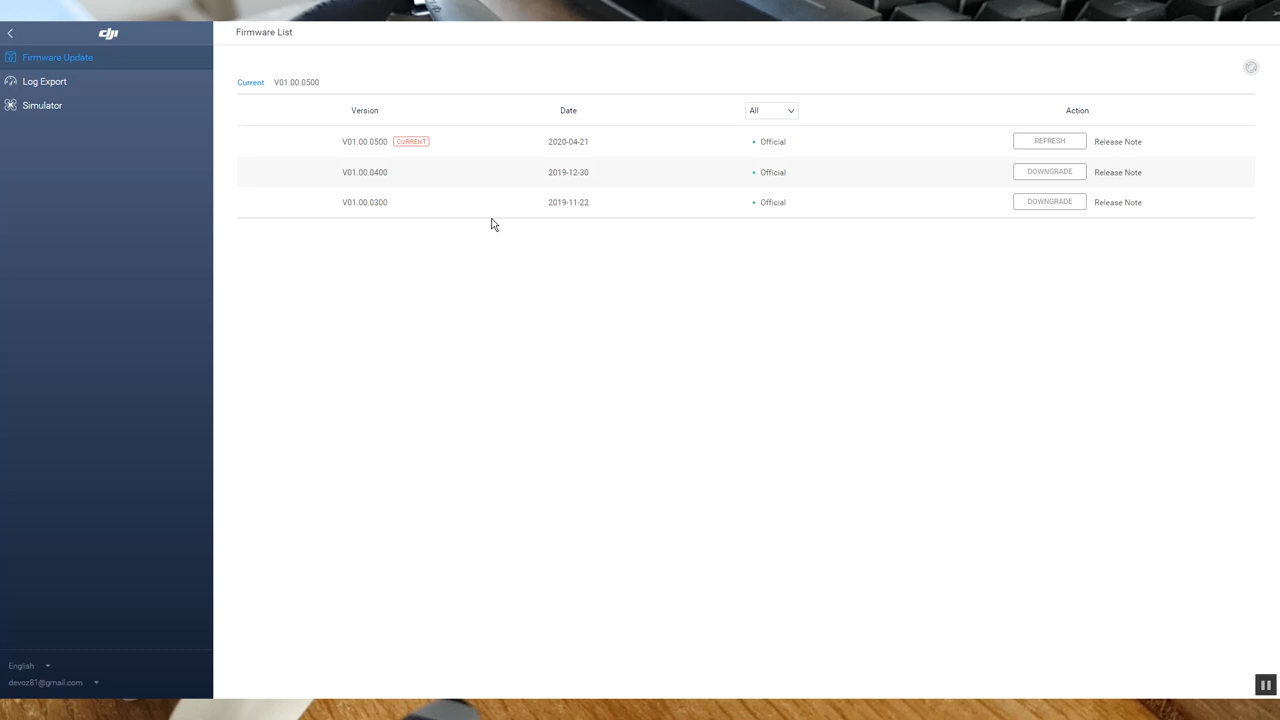 dji
Firmware List
Firmware Update
Log Export
Simulator
Current V01.00.0500
Version Date All Action
V01.00.0500 CURRENT 2020-04-21 Official REFRESH Release Note
V01.00.0400 2019-12-30 Official DOWNGRADE Release Note
V01.00.0300 2019-11-22 Official DOWNGRADE Release Note
English
devoz81@gmail.com